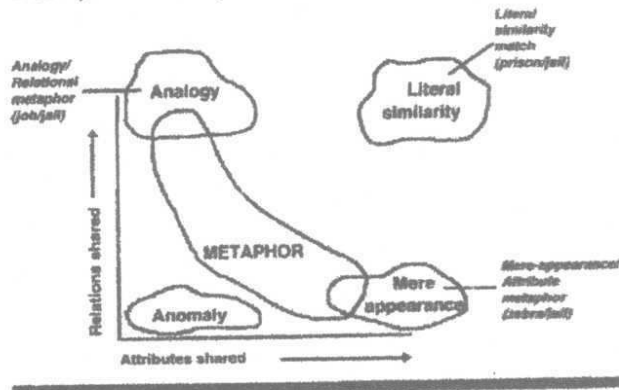 Literal
similarity
match
(prison/jail)
Analogy/
Relational
metaphor
(job/jail)
Analogy
Literal
similarity
Relations shared
METAPHOR
Mere
appearance
Anomaly
Mere-appearance/
Attribute
metaphor
(zebra/jail)
Attributes shared